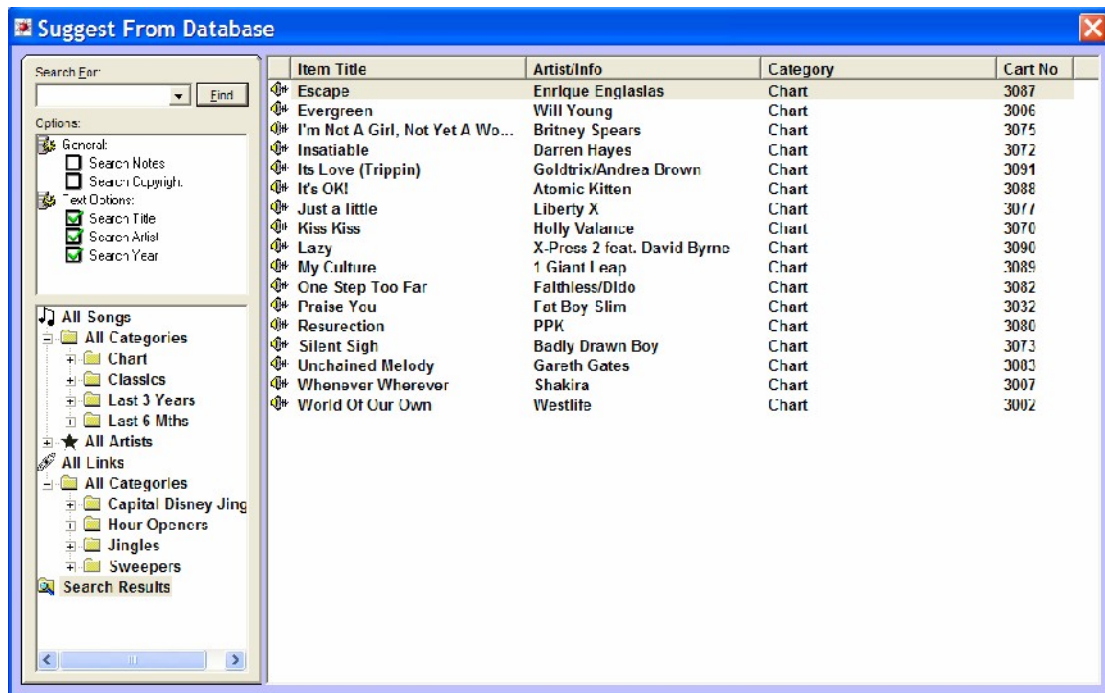 Suggest From Database
Search For:
Find
Options:
General:
Search Notes
Search Copyright
Text Options:
Search Title
Search Artist
Search Year
All Songs
All Categories
Chart
Classics
Last 3 Years
Last 6 Mths
All Artists
All Links
All Categories
Capital Disney Jing
Hour Openers
Jingles
Sweepers
Search Results
Item Title Artist/Info Category Cart No
Escape Enrique Englasias Chart 3087
Evergreen Will Young Chart 3006
I'm Not A Girl, Not Yet A Wo... Britney Spears Chart 3075
Insatiable Darren Hayes Chart 3072
Its Love (Trippin) Goldtrix/Andrea Brown Chart 3091
It's OK! Atomic Kitten Chart 3088
Just a little Liberty X Chart 3077
Kiss Kiss Holly Valance Chart 3070
Lazy X-Press 2 feat. David Byrne Chart 3090
My Culture 1 Giant Leap Chart 3089
One Step Too Far Faithless/Dido Chart 3082
Praise You Fat Boy Slim Chart 3032
Resurection PPK Chart 3080
Silent Sigh Badly Drawn Boy Chart 3073
Unchained Melody Gareth Gates Chart 3083
Whenever Wherever Shakira Chart 3007
World Of Our Own Westlife Chart 3002